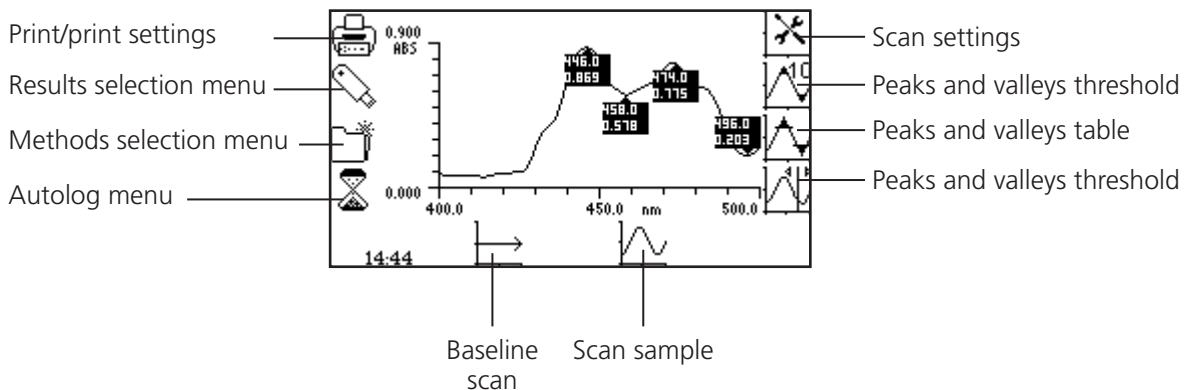 Print/print settings
Results selection menu
Methods selection menu
Autolog menu
0.900
ABS
446.0
0.869
458.0
0.578
474.0
0.775
496.0
0.203
10
0.000
400.0
450.0 nm
500.0
14:44
Scan settings
Peaks and valleys threshold
Peaks and valleys table
Peaks and valleys threshold
Baseline
scan
Scan sample